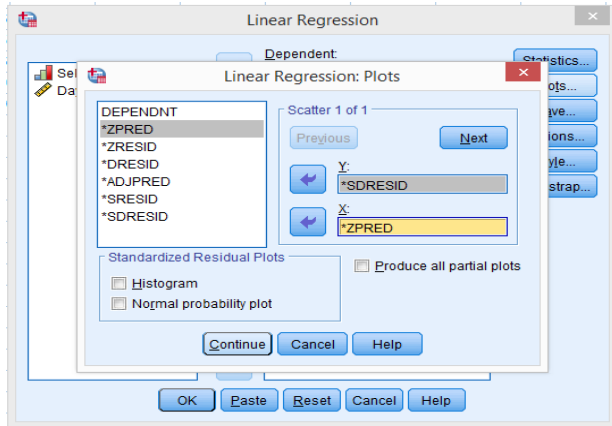 Linear Regression
Dependent:
Statistics...
Linear Regression: Plots
DEPENDNT
*ZPRED
*ZRESID
*DRESID
*ADJPRED
*SRESID
*SDRESID
Scatter 1 of 1
Previous
Next
Y:
*SDRESID
X:
*ZPRED
Standardized Residual Plots
Histogram
Normal probability plot
Produce all partial plots
Continue
Cancel
Help
OK
Paste
Reset
Cancel
Help